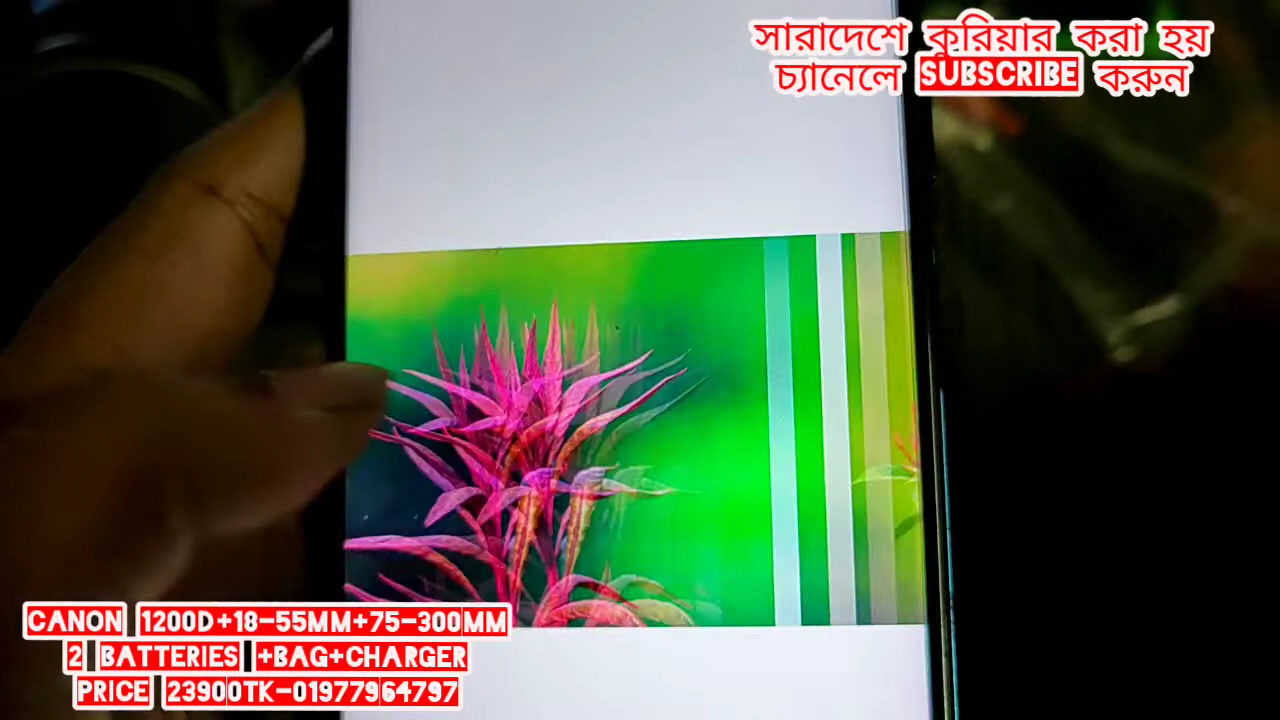 সারাদেশে কুরিয়ার করা হয়
চ্যানেলে SUBSCRIBE করুন
CANON 1200D+18-55MM+75-300MM
2 BATTERIES +BAG+CHARGER
PRICE 23900TK-01977964797